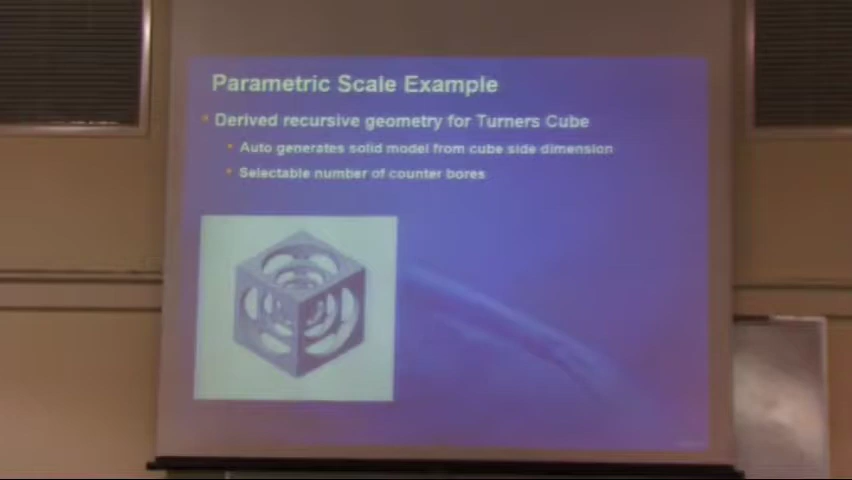 Parametric Scale Example
Derived recursive geometry for Turners Cube
Auto generates solid model from cube side dimension
Selectable number of counter bores